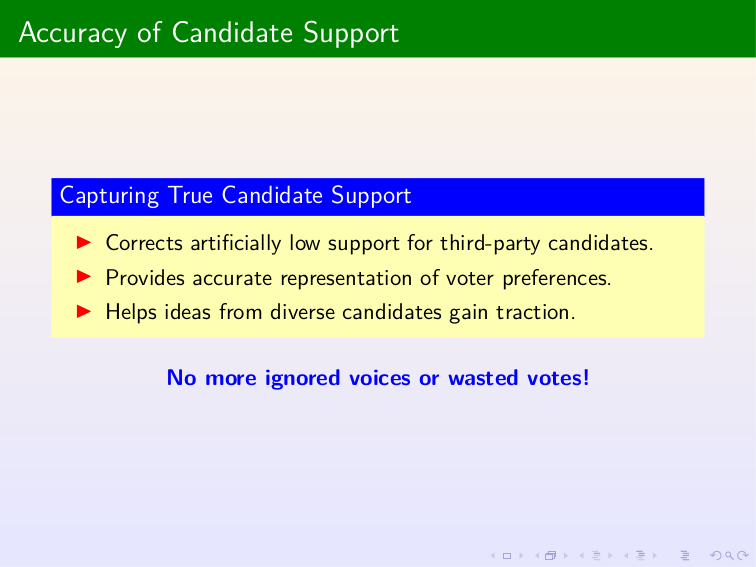 Accuracy of Candidate Support
Capturing True Candidate Support
Corrects artificially low support for third-party candidates.
Provides accurate representation of voter preferences.
Helps ideas from diverse candidates gain traction.
No more ignored voices or wasted votes!